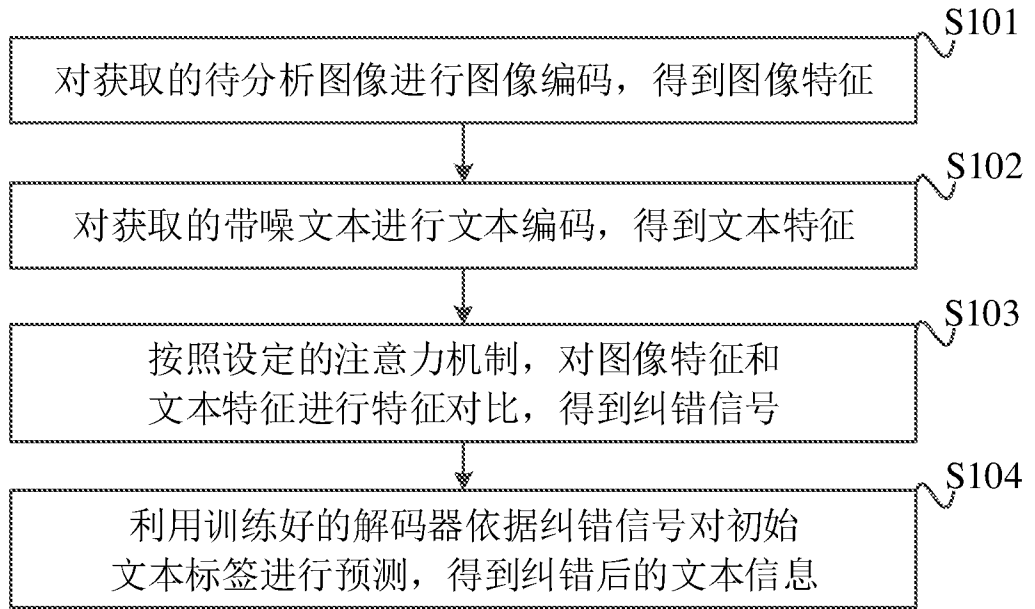 S101
对获取的待分析图像进行图像编码，得到图像特征
S102
对获取的带噪文本进行文本编码，得到文本特征
S103
按照设定的注意力机制，对图像特征和
文本特征进行特征对比，得到纠错信号
S104
利用训练好的解码器依据纠错信号对初始
文本标签进行预测，得到纠错后的文本信息